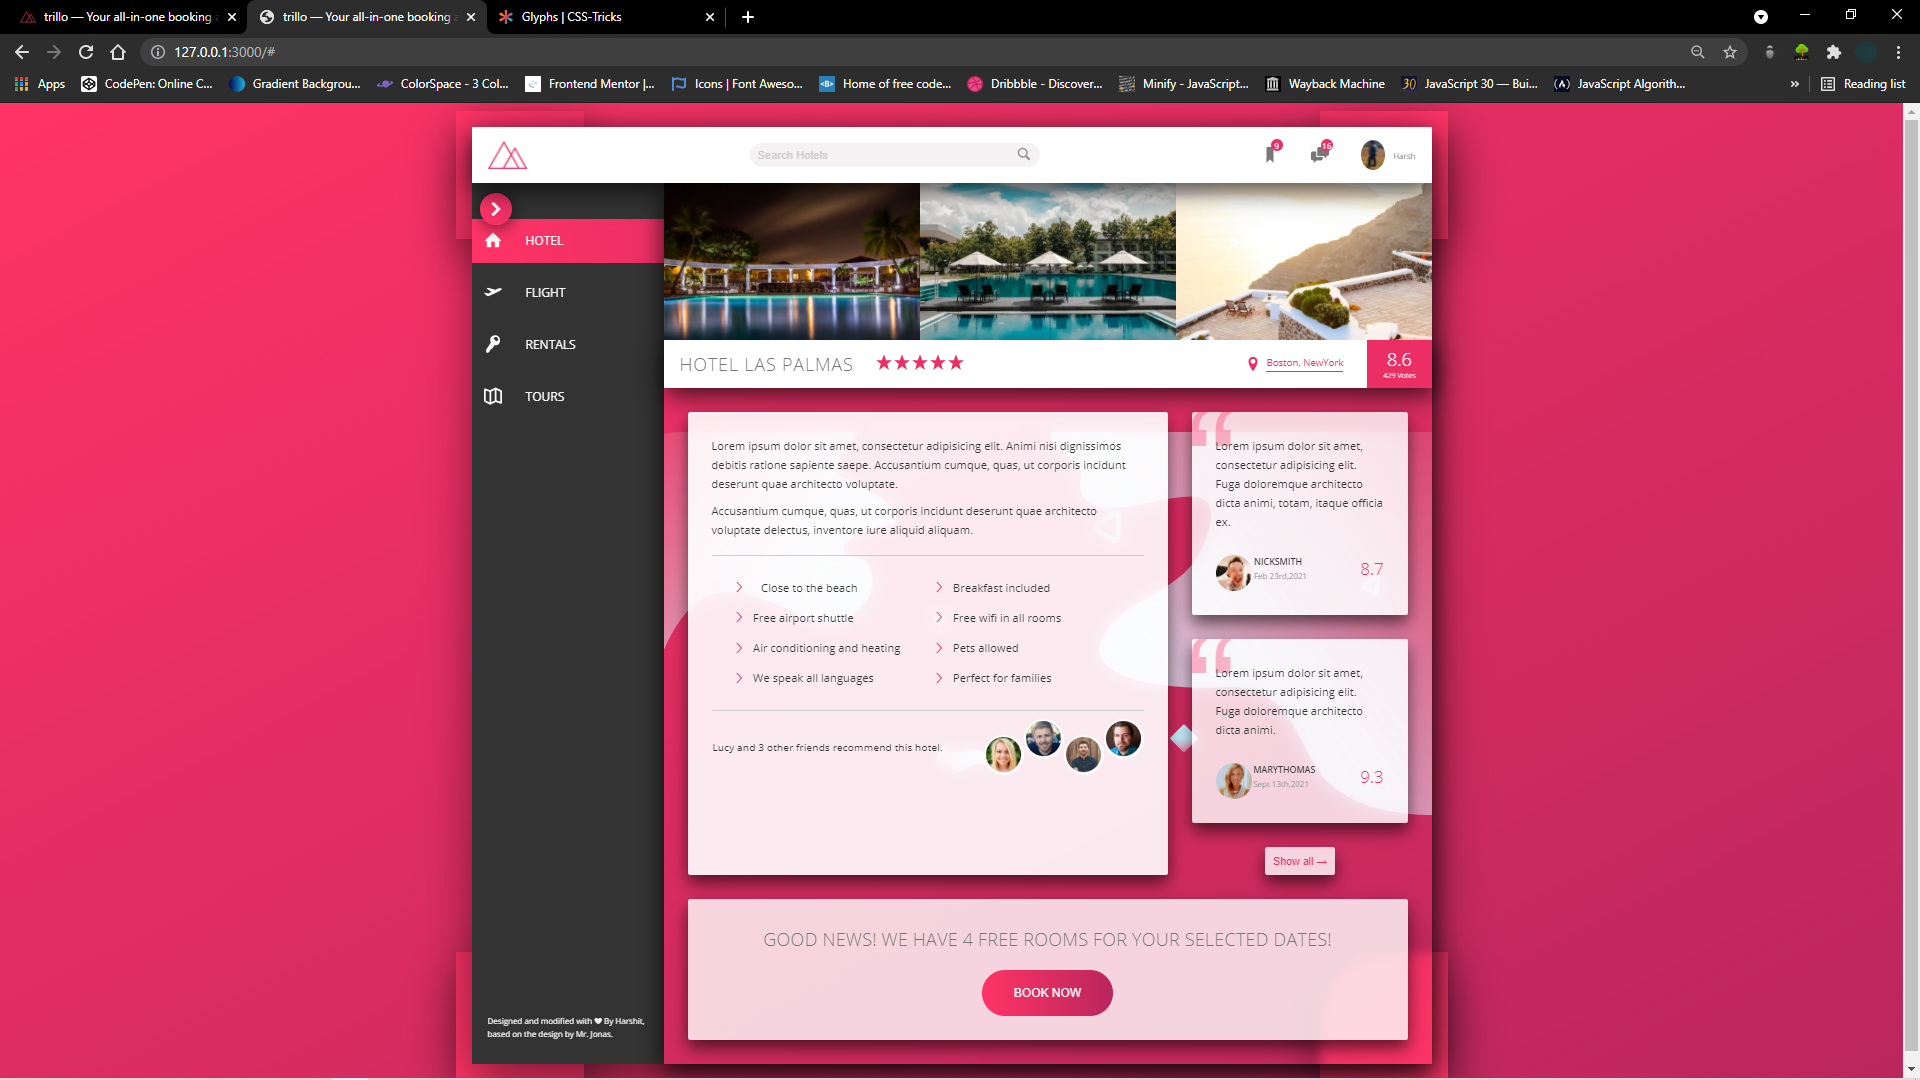 trillo — Your all-in-one booking
trillo — Your all-in-one booking
Glyphs | CSS-Tricks
127.0.0.1:3000/#
Apps
CodePen: Online C...
Gradient Backgrou...
ColorSpace - 3 Col...
Frontend Mentor |...
Icons | Font Aweso...
Home of free code...
Dribbble - Discover...
Minify - JavaScript...
Wayback Machine
30
JavaScript 30 — Bui...
JavaScript Algorith...
»
Reading list
Search Hotels
9
16
Harsh
HOTEL
FLIGHT
RENTALS
TOURS
HOTEL LAS PALMAS
Boston, NewYork
8.6
429 Votes
Lorem ipsum dolor sit amet, consectetur adipisicing elit. Animi nisi dignissimos
debitis ratione sapiente saepe. Accusantium cumque, quas, ut corporis incidunt
deserunt quae architecto voluptate.
Accusantium cumque, quas, ut corporis incidunt deserunt quae architecto
voluptate delectus, inventore iure aliquid aliquam.
Close to the beach
Breakfast included
Free airport shuttle
Free wifi in all rooms
Air conditioning and heating
Pets allowed
We speak all languages
Perfect for families
Lucy and 3 other friends recommend this hotel.
“
Lorem ipsum dolor sit amet,
consectetur adipisicing elit.
Fuga doloremque architecto
dicta animi, totam, itaque officia
ex.
NICKSMITH
Feb 23rd,2021
8.7
“
Lorem ipsum dolor sit amet,
consectetur adipisicing elit.
Fuga doloremque architecto
dicta animi.
MARYTHOMAS
Sept 13th,2021
9.3
Show all →
GOOD NEWS! WE HAVE 4 FREE ROOMS FOR YOUR SELECTED DATES!
BOOK NOW
Designed and modified with ❤ By Harshit,
based on the design by Mr. Jonas.